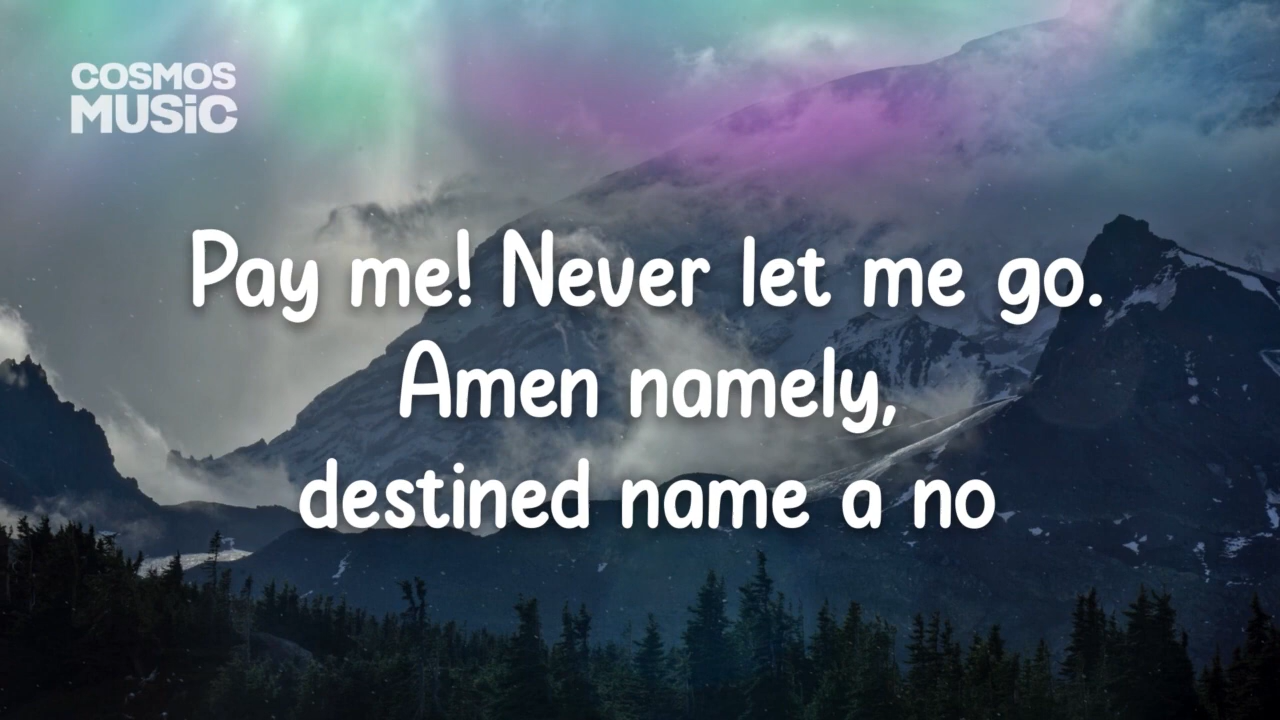 COSMOS
MUSiC
Pay me! Never let me go.
Amen namely,
destined name a no